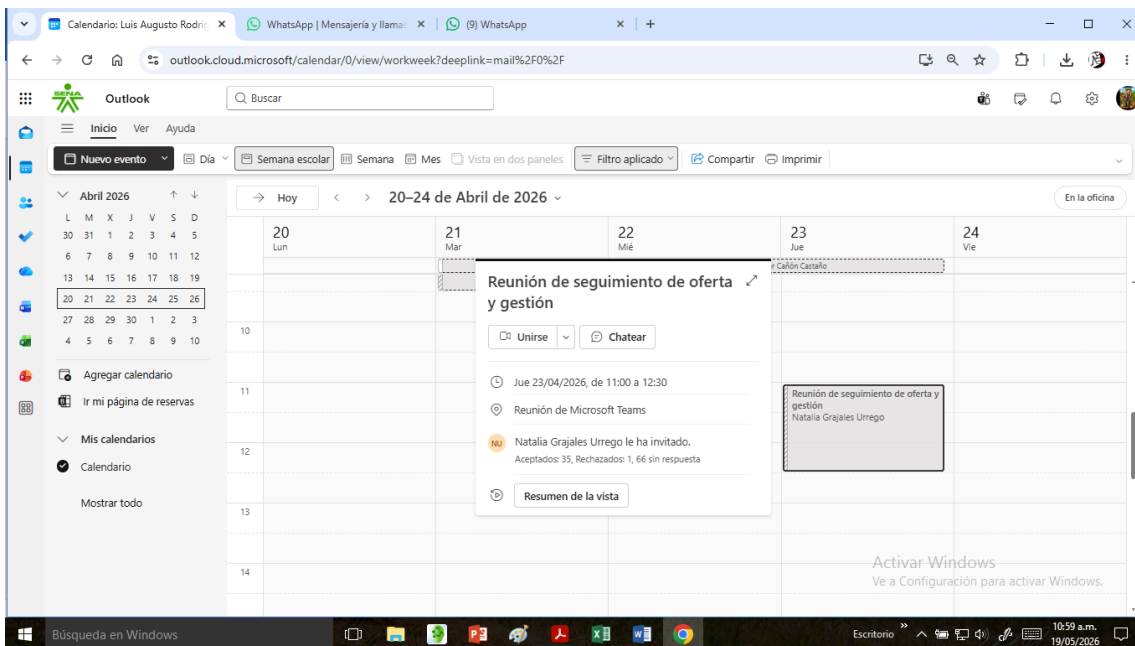 Calendario: Luis Augusto Rodríg
WhatsApp | Mensajería y llama
(9) WhatsApp
outlook.cloud.microsoft/calendar/0/view/workweek?deeplink=mail%2F0%2F
SENA
Outlook
Buscar
Inicio Ver Ayuda
Nuevo evento
Día
Semana escolar
Semana
Mes
Vista en dos paneles
Filtro aplicado
Compartir
Imprimir
Abril 2026
Hoy
20–24 de Abril de 2026
En la oficina
L M X J V S D
30 31 1 2 3 4 5
6 7 8 9 10 11 12
13 14 15 16 17 18 19
20 21 22 23 24 25 26
27 28 29 30 1 2 3
4 5 6 7 8 9 10
Agregar calendario
Ir mi página de reservas
Mis calendarios
Calendario
Mostrar todo
20 21 22 23 24
Lun Mar Mié Jue Vie
Cañón Castaño
10
11
12
13
14
Reunión de seguimiento de oferta
y gestión
Unirse
Chatear
Jue 23/04/2026, de 11:00 a 12:30
Reunión de Microsoft Teams
NU
Natalia Grajales Urrego le ha invitado.
Aceptados: 35, Rechazados: 1, 66 sin respuesta
Resumen de la vista
Reunión de seguimiento de oferta y
gestión
Natalia Grajales Urrego
Activar Windows
Ve a Configuración para activar Windows.
Búsqueda en Windows
Escritorio
10:59 a.m.
19/05/2026